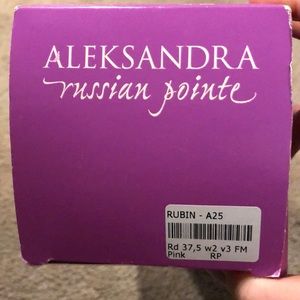 ALEKSANDRA
russian pointe
RUBIN - A25
Rd 37,5 w2 v3 FM
Pink RP